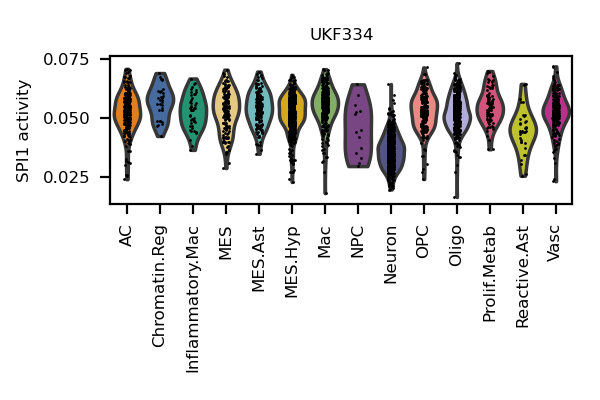 UKF334
SPI1 activity
0.075
0.050
0.025
AC
Chromatin.Reg
Inflammatory.Mac
MES
MES.Ast
MES.Hyp
Mac
NPC
Neuron
OPC
Oligo
Prolif.Metab
Reactive.Ast
Vasc